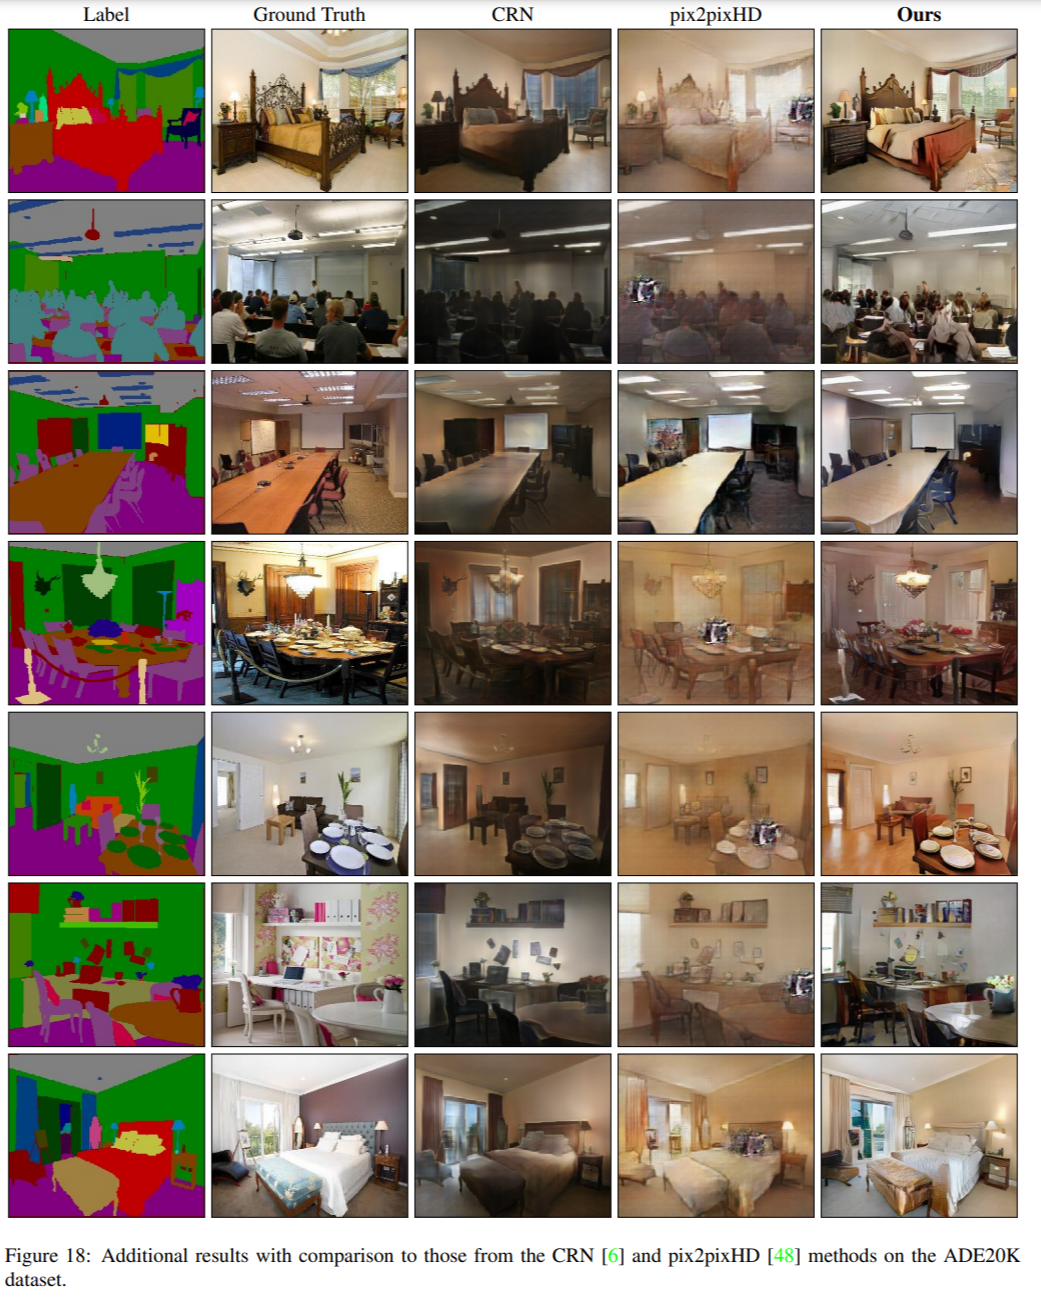 Label Ground Truth CRN pix2pixHD Ours
Figure 18: Additional results with comparison to those from the CRN [6] and pix2pixHD [48] methods on the ADE20K
dataset.